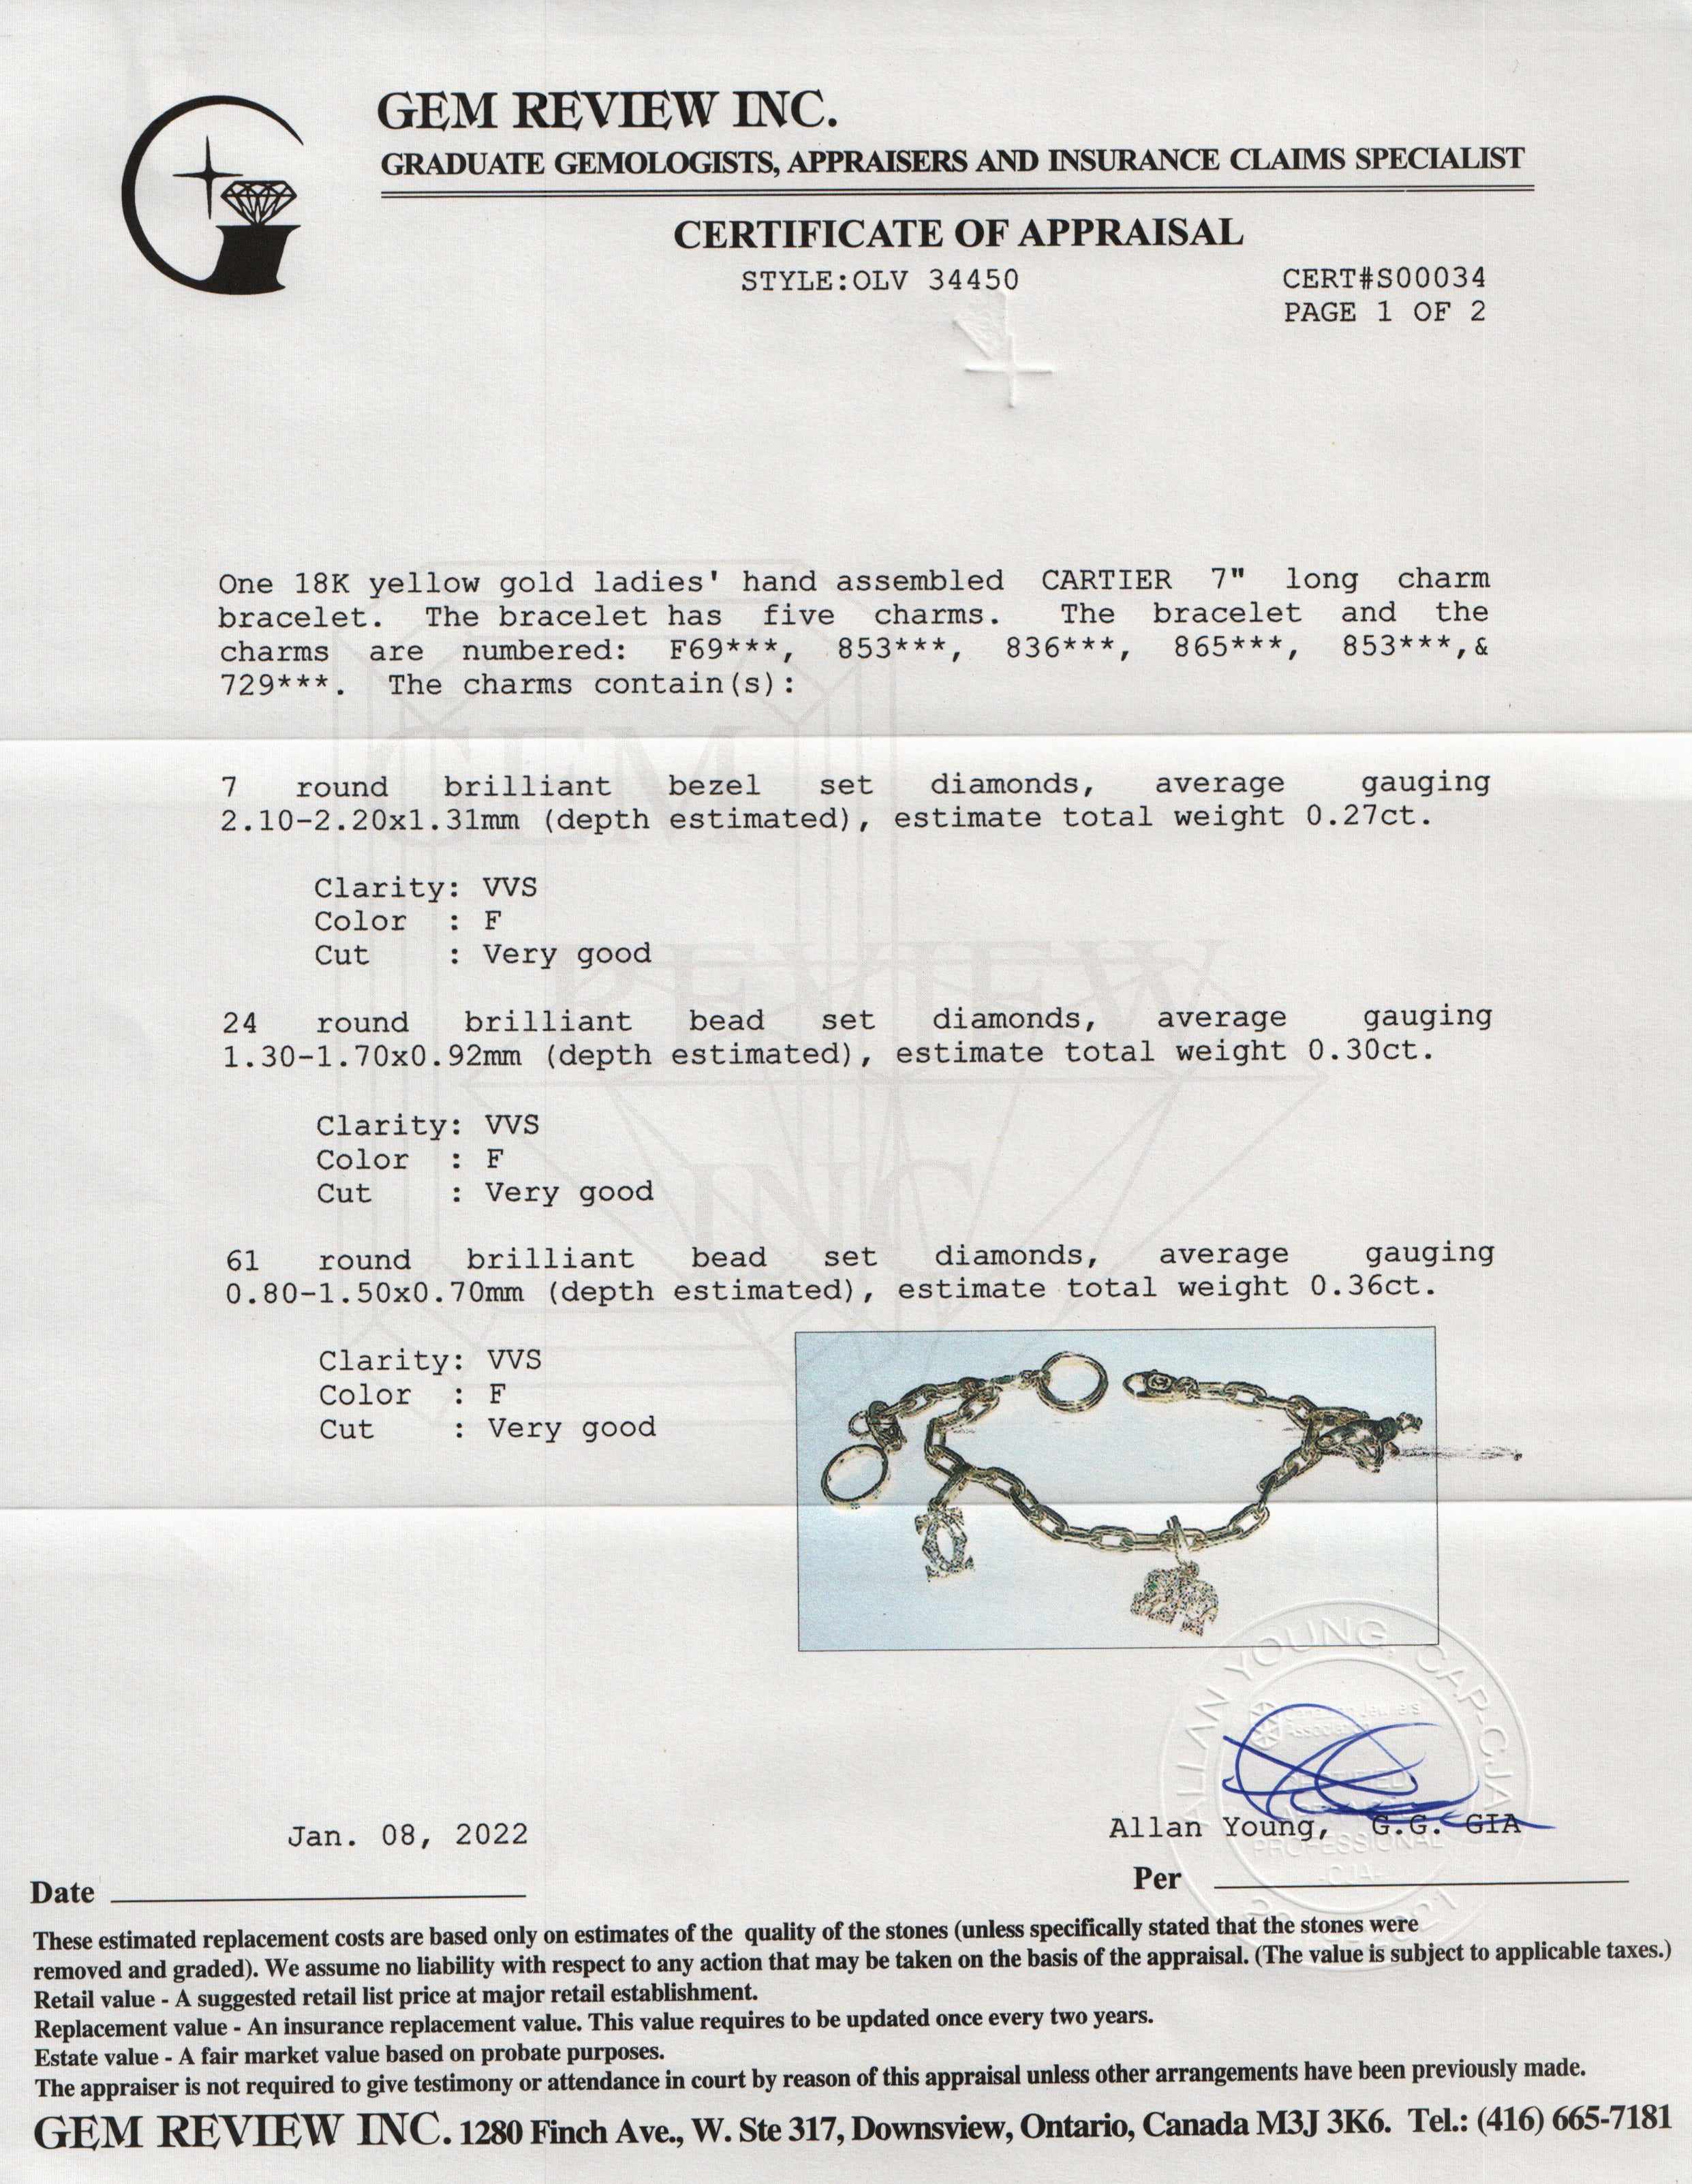 GEM REVIEW INC.
GRADUATE GEMOLOGISTS, APPRAISERS AND INSURANCE CLAIMS SPECIALIST
CERTIFICATE OF APPRAISAL
STYLE:OLV 34450
CERT#S00034
PAGE 1 OF 2
One 18K yellow gold ladies' hand assembled CARTIER 7" long charm
bracelet. The bracelet has five charms. The bracelet and the
charms are numbered: F69***, 853***, 836***, 865***, 853***,&
729***. The charms contain(s):
GEM
7 round brilliant bezel set diamonds, average gauging
2.10-2.20x1.31mm (depth estimated), estimate total weight 0.27ct.
Clarity: VVS
Color : F
Cut : Very good
REVIEW
24 round brilliant bead set diamonds, average gauging
1.30-1.70x0.92mm (depth estimated), estimate total weight 0.30ct.
Clarity: VVS
Color : F
Cut : Very good
INC
61 round brilliant bead set diamonds, average gauging
0.80-1.50x0.70mm (depth estimated), estimate total weight 0.36ct.
Clarity: VVS
Color : F
Cut : Very good
ALLAN YOUNG, CAP-CJA
PROFESSIONAL
CJA
Jan. 08, 2022
Allan Young, G.G. GIA
Date
Per
These estimated replacement costs are based only on estimates of the quality of the stones (unless specifically stated that the stones were
removed and graded). We assume no liability with respect to any action that may be taken on the basis of the appraisal. (The value is subject to applicable taxes.)
Retail value - A suggested retail list price at major retail establishment.
Replacement value - An insurance replacement value. This value requires to be updated once every two years.
Estate value - A fair market value based on probate purposes.
The appraiser is not required to give testimony or attendance in court by reason of this appraisal unless other arrangements have been previously made.
GEM REVIEW INC. 1280 Finch Ave., W. Ste 317, Downsview, Ontario, Canada M3J 3K6. Tel.: (416) 665-7181